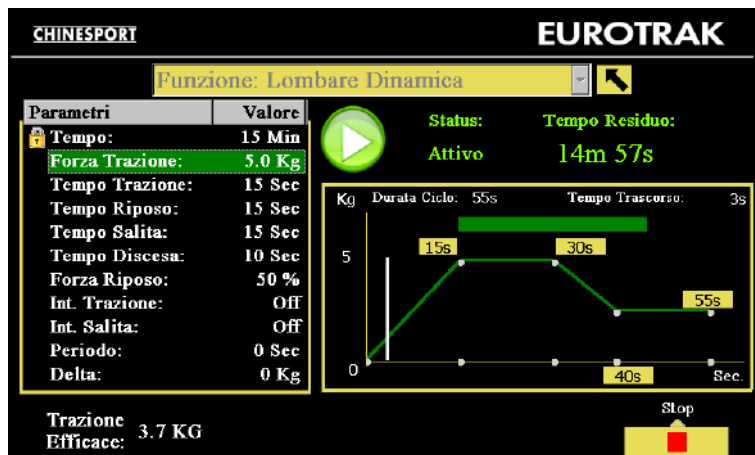 CHINESPORT
EUROTRAK
Funzione: Lombare Dinamica
Parametri Valore
Tempo: 15 Min
Forza Trazione: 5.0 Kg
Tempo Trazione: 15 Sec
Tempo Riposo: 15 Sec
Tempo Salita: 15 Sec
Tempo Discesa: 10 Sec
Forza Riposo: 50 %
Int. Trazione: Off
Int. Salita: Off
Periodo: 0 Sec
Delta: 0 Kg
Status: Tempo Residuo:
Attivo 14m 57s
Kg Durata Ciclo: 55s Tempo Trascorso: 3s
15s 30s
5
55s
0
40s Sec.
Trazione
Efficace: 3.7 KG
Stop